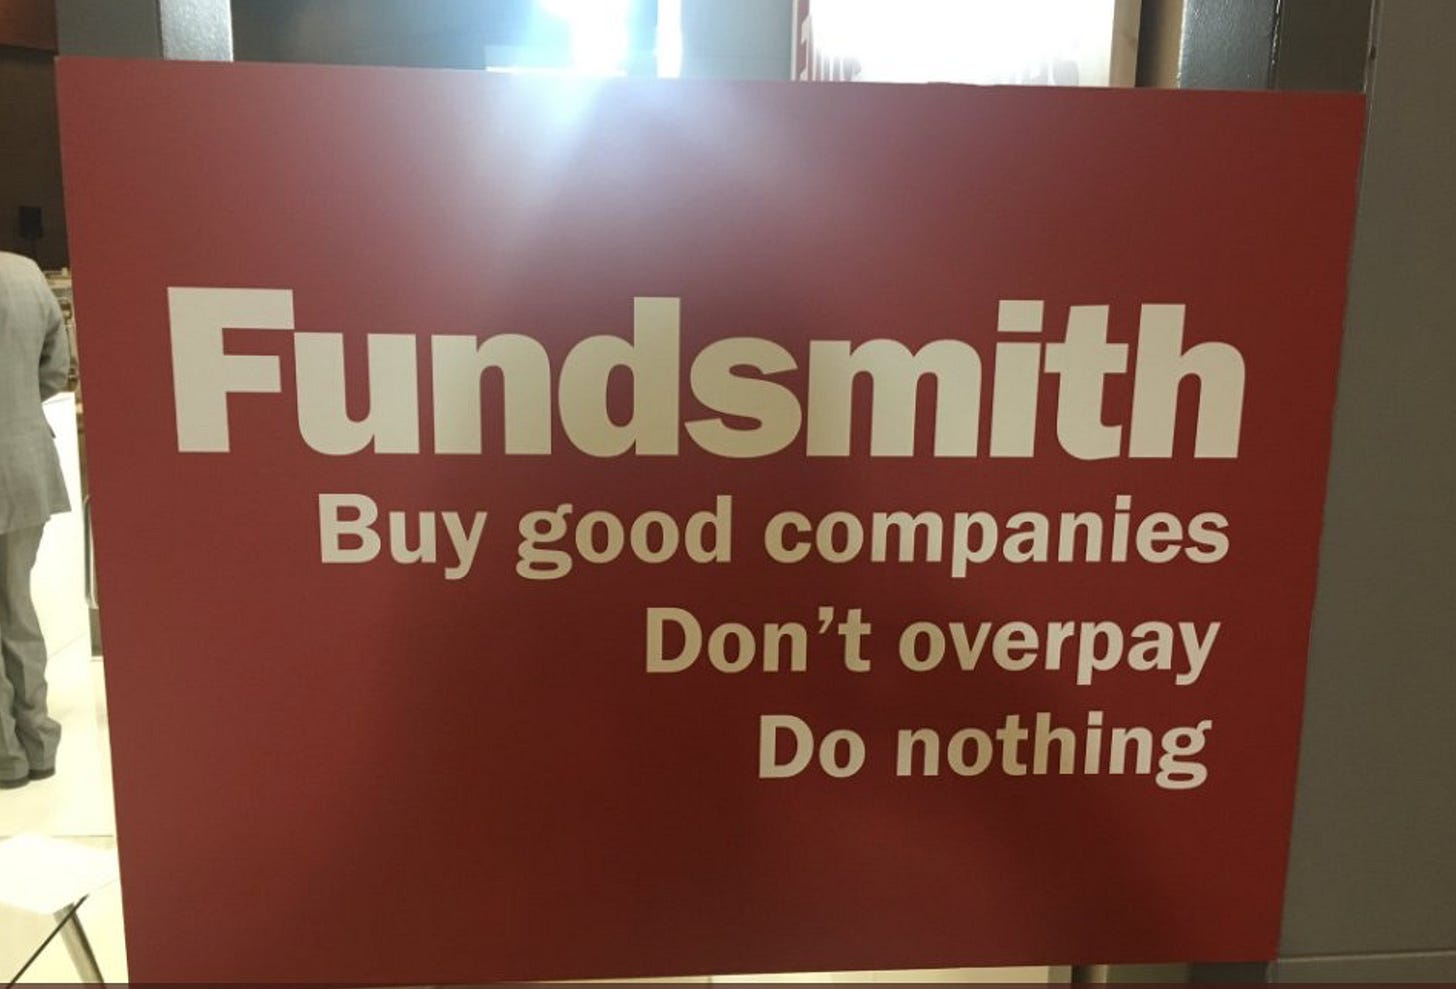 Fundsmith
Buy good companies
Don’t overpay
Do nothing